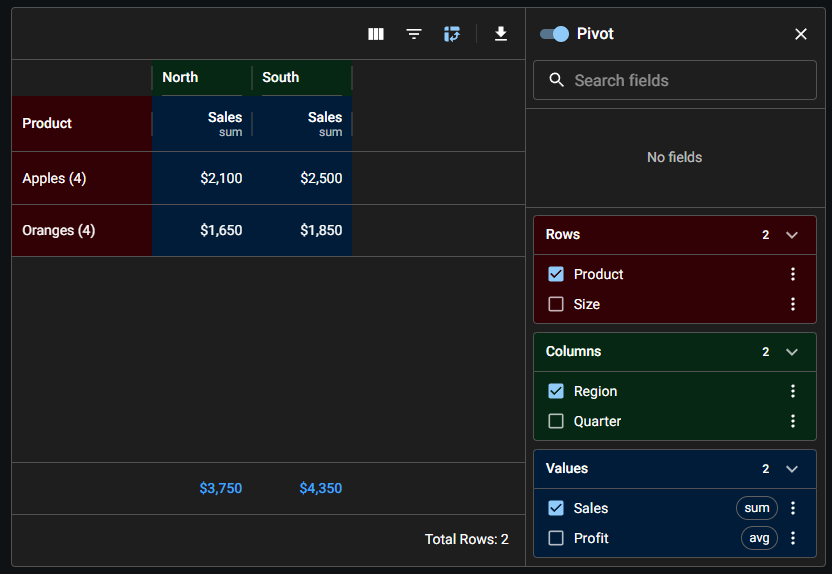 Pivot
Search fields
No fields
North South
Product Sales Sales
sum sum
Apples (4) $2,100 $2,500
Oranges (4) $1,650 $1,850
$3,750 $4,350
Total Rows: 2
Rows 2
Product
Size
Columns 2
Region
Quarter
Values 2
Sales sum
Profit avg